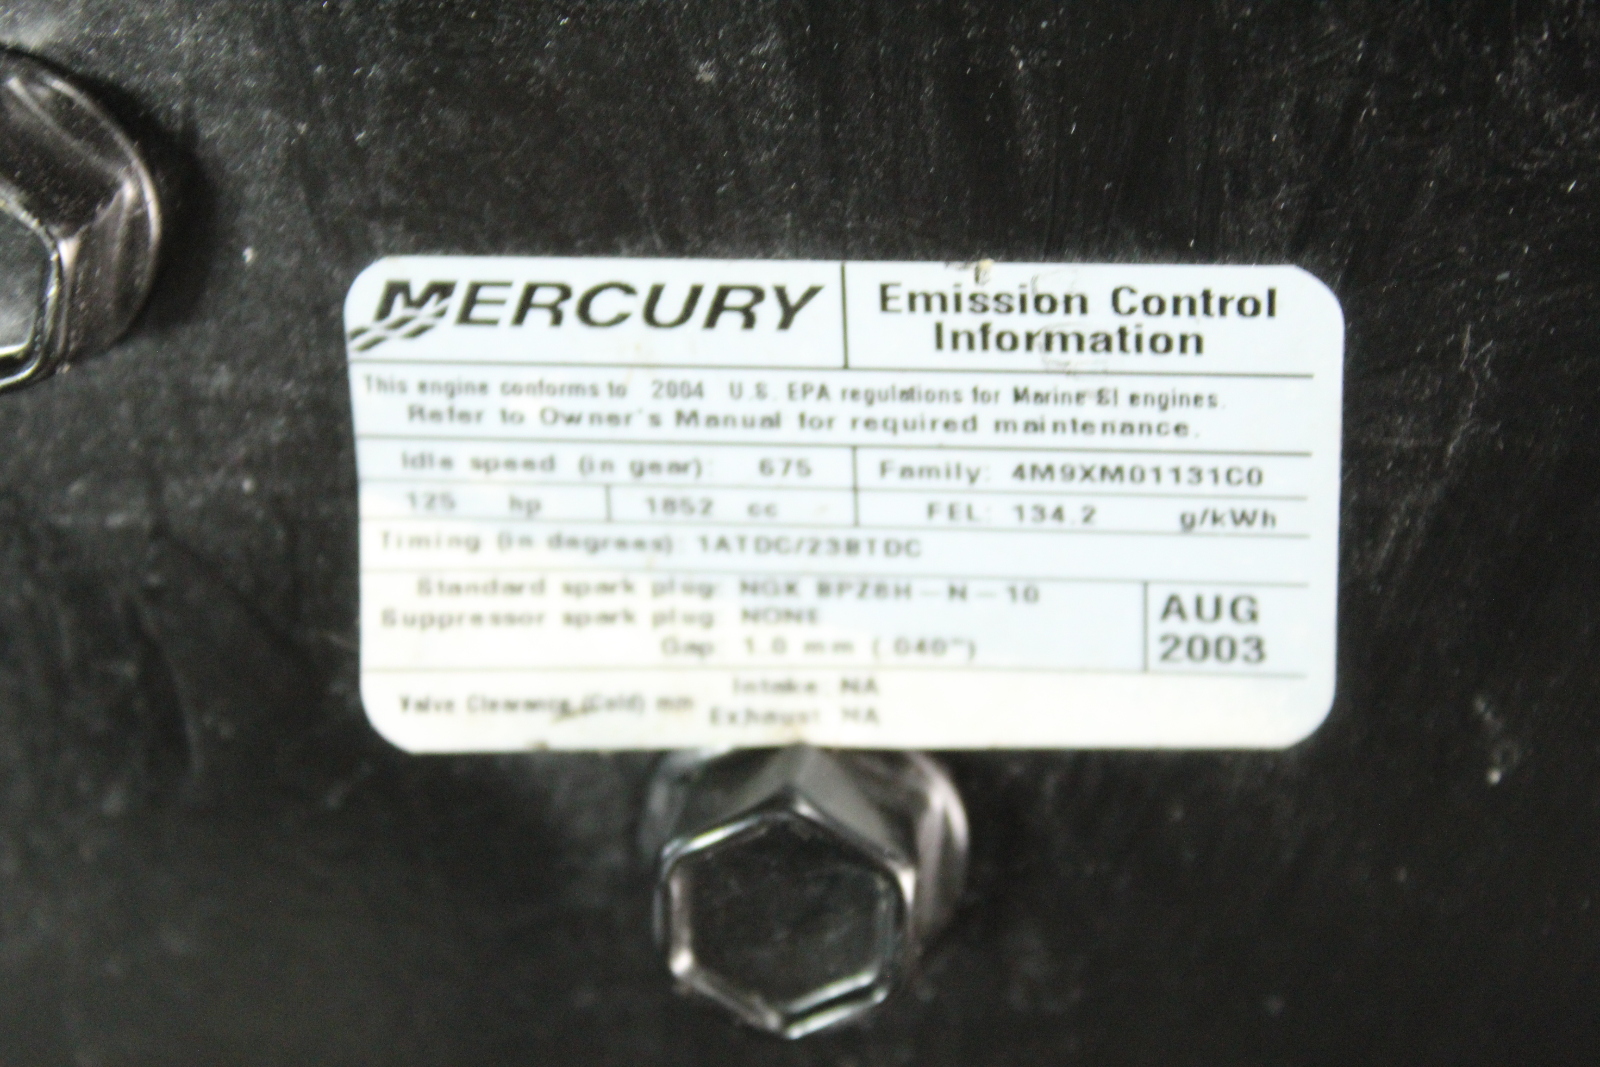 MERCURY
Emission Control
Information
This engine conforms to 2004 U.S. EPA regulations for Marine SI engines.
Refer to Owner's Manual for required maintenance.
Idle speed (in gear): 675
Family: 4M9XM01131C0
125 hp
1852 cc
FEL: 134.2 g/kWh
Timing (in degrees): 1ATDC/23BTDC
Standard spark plug: NGK BPZ8H-N-10
Suppressor spark plug: NONE
Gap: 1.0 mm (.040")
AUG
2003
Valve Clearance (Cold) mm
Intake: NA
Exhaust: NA